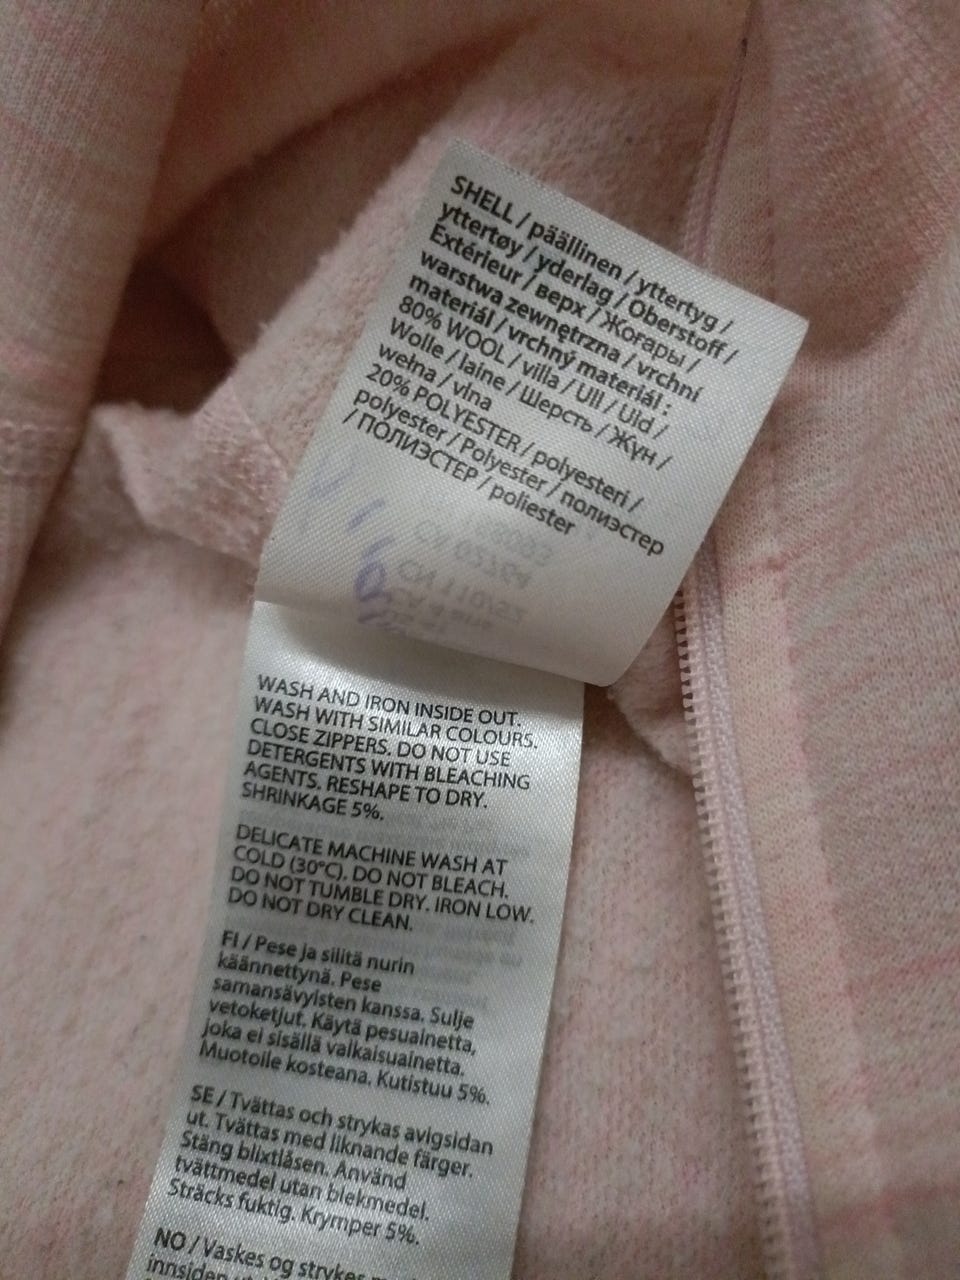 SHELL / päällinen / yttertyg /
yttertøy / yderlag / Oberstoff /
Extérieur / верх / Жоғары /
warstwa zewnętrzna / vrchní
materiál / vrchný materiál :
80% WOOL / villa / Ull / Uld /
Wolle / laine / Шерсть / Жүн /
wełna / vlna
20% POLYESTER / polyesteri /
polyester / Polyester / полиэстер
/ ПОЛИЭСТЕР / poliester
WASH AND IRON INSIDE OUT.
WASH WITH SIMILAR COLOURS.
CLOSE ZIPPERS. DO NOT USE
DETERGENTS WITH BLEACHING
AGENTS. RESHAPE TO DRY.
SHRINKAGE 5%.
DELICATE MACHINE WASH AT
COLD (30°C). DO NOT BLEACH.
DO NOT TUMBLE DRY. IRON LOW.
DO NOT DRY CLEAN.
FI / Pese ja silitä nurin
käännettynä. Pese
samansävyisten kanssa. Sulje
vetoketjut. Käytä pesuainetta,
joka ei sisällä valkaisuainetta.
Muotoile kosteana. Kutistuu 5%.
SE / Tvättas och strykas avigsidan
ut. Tvättas med liknande färger.
Stäng blixtlåsen. Använd
tvättmedel utan blekmedel.
Sträcks fuktig. Krymper 5%.
NO / Vaskes og strykes
innsiden